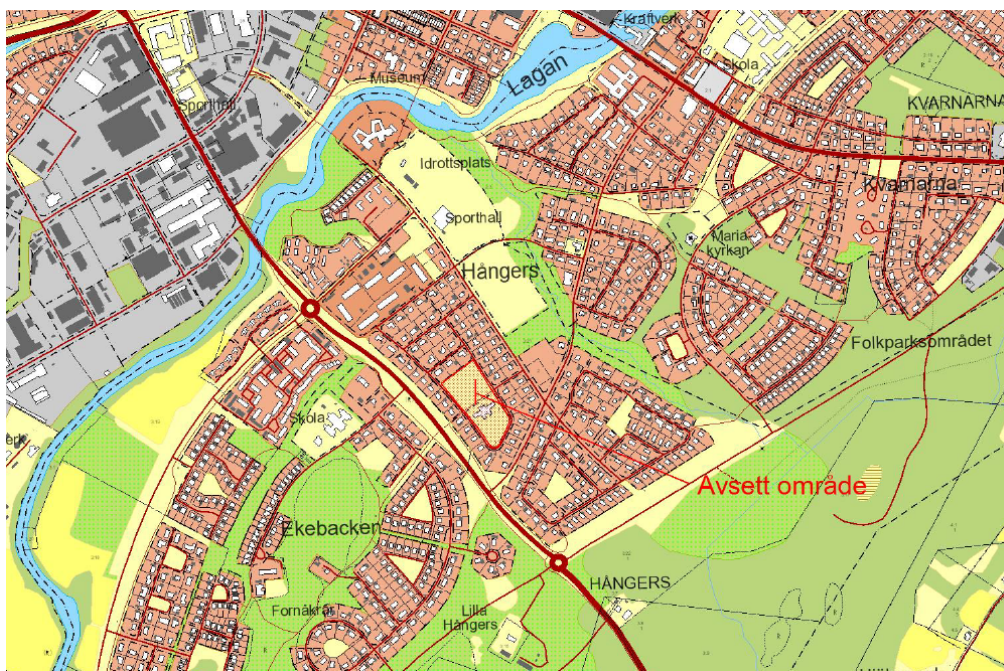 Kraftverk
Lagan
Museum
Skola
Sporthall
KVARNARNA
Idrottsplats
Kvarnarna
Sporthall
Maria
kyrkan
Hångers
Folkparksområdet
Skola
Avsett område
Ekebacken
HÅNGERS
Fornåkrar
Lilla
Hångers